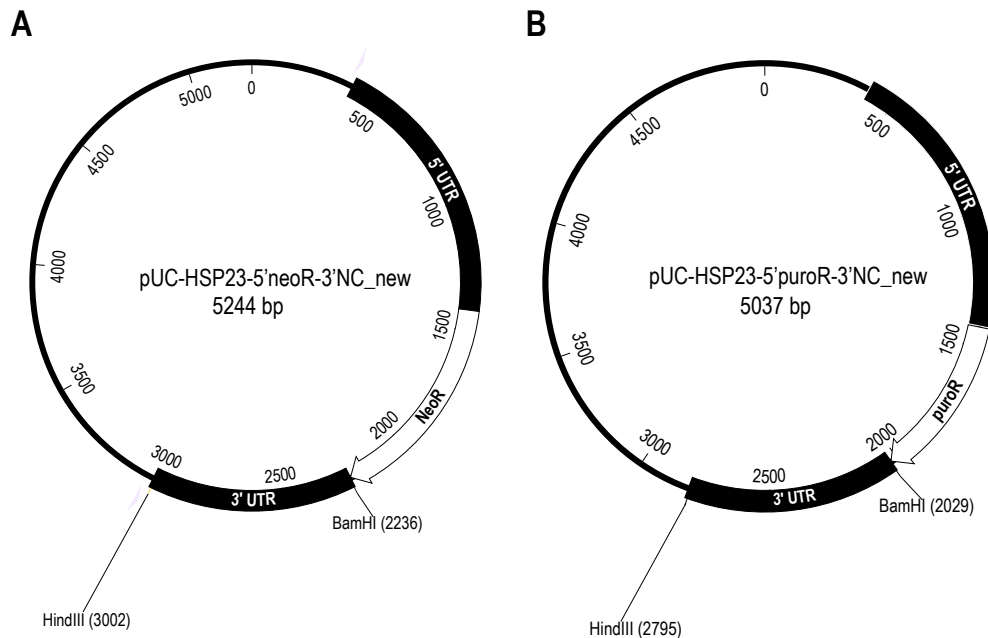 A
0
500
5' UTR
1000
1500
NeoR
2000
BamHI (2236)
2500
3' UTR
3000
HindIII (3002)
3500
4000
4500
5000
pUC-HSP23-5'neoR-3'NC_new
5244 bp
B
0
500
5' UTR
1000
1500
puroR
2000
BamHI (2029)
2500
3' UTR
HindIII (2795)
3000
3500
4000
4500
pUC-HSP23-5'puroR-3'NC_new
5037 bp